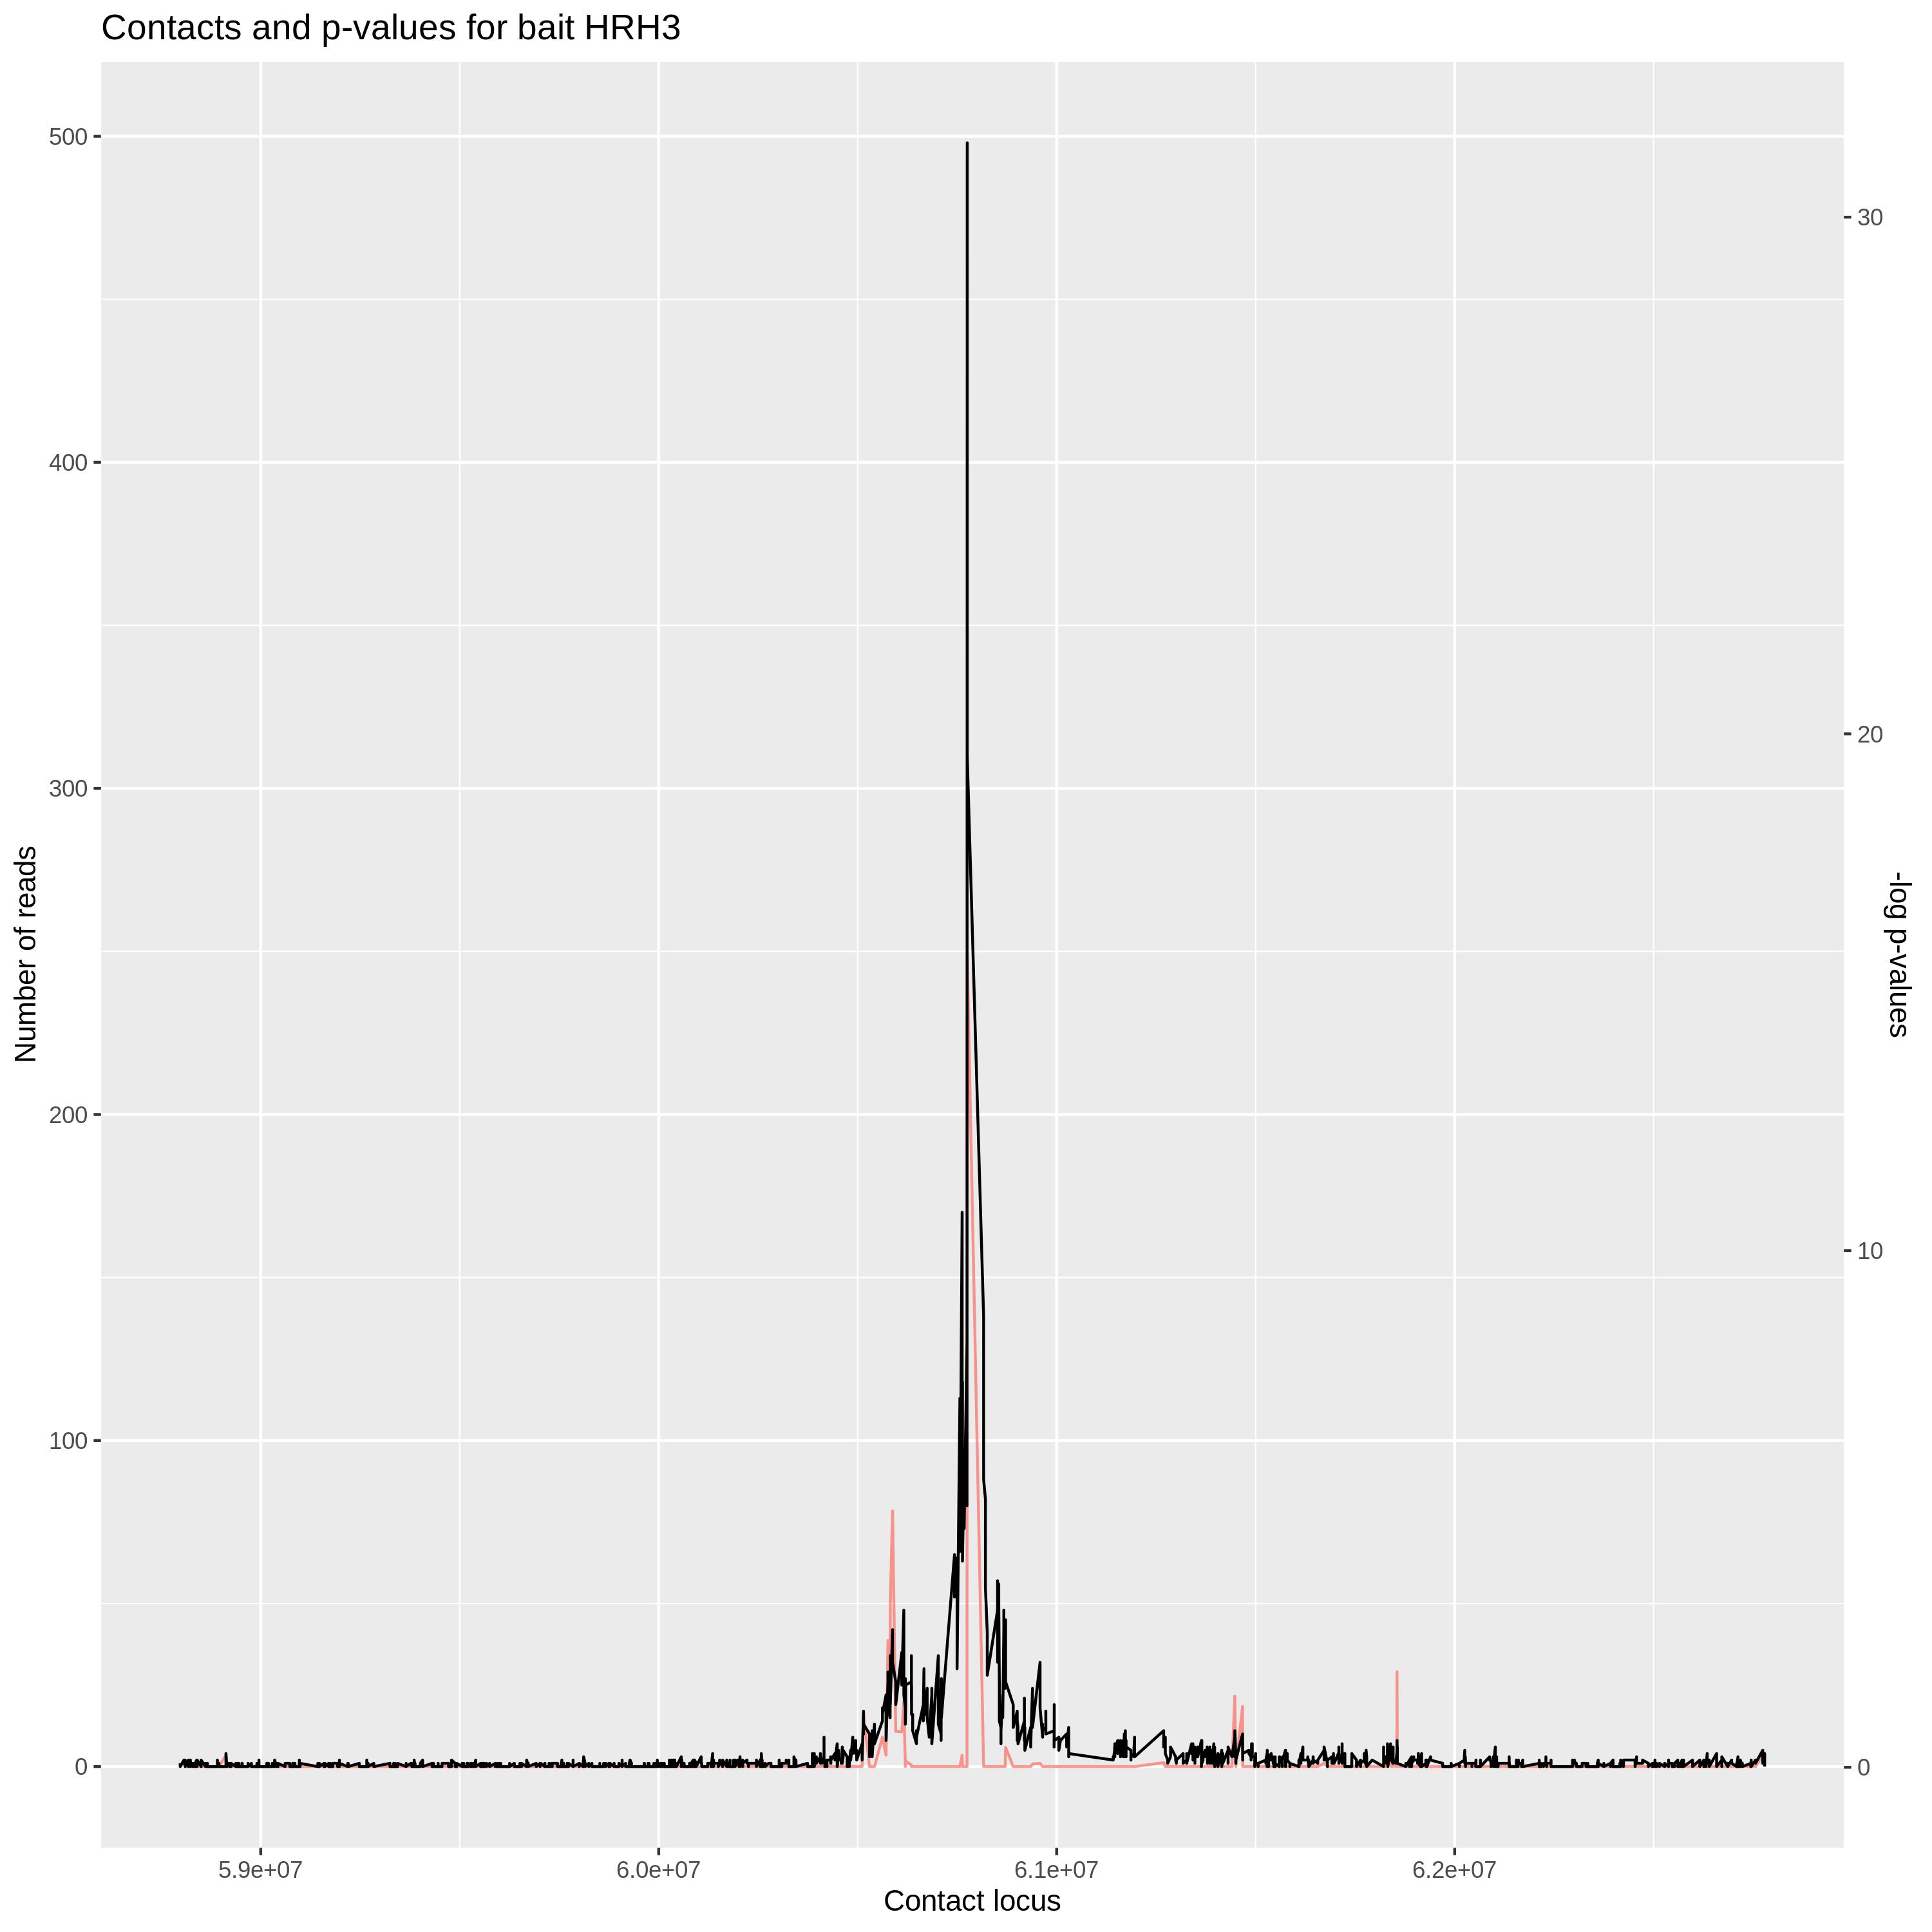 Contacts and p-values for bait HRH3
500
400
300
200
100
0
Number of reads
30
20
10
0
-log p-values
5.9e+07
6.0e+07
6.1e+07
6.2e+07
Contact locus